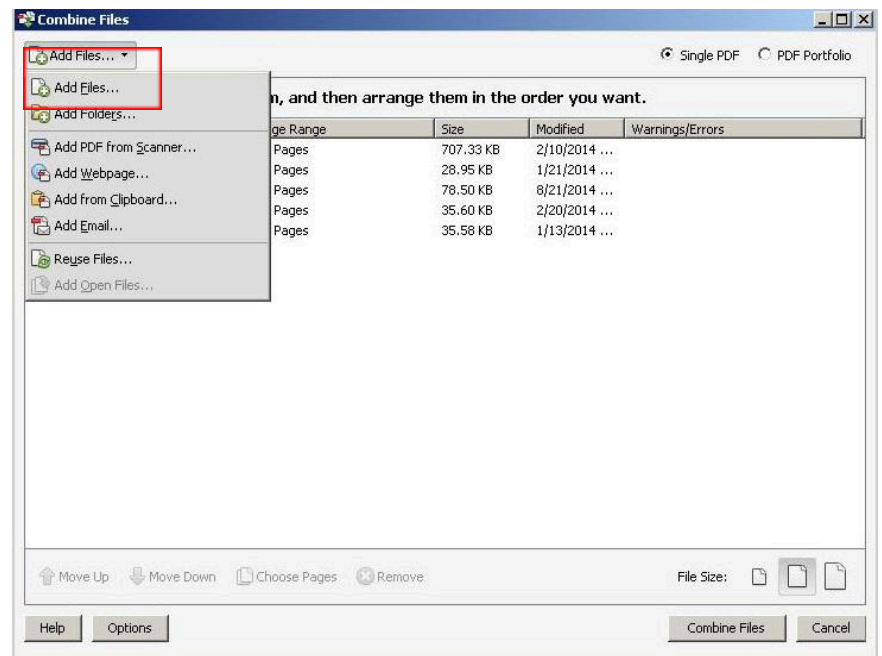 Combine Files
Add Files...
Single PDF PDF Portfolio
Add Files...
Add Folders...
Add PDF from Scanner...
Add Webpage...
Add from Clipboard...
Add Email...
Reuse Files...
Add Open Files...
, and then arrange them in the order you want.
ge Range Size Modified Warnings/Errors
Pages 707.33 KB 2/10/2014 ...
Pages 28.95 KB 1/21/2014 ...
Pages 78.50 KB 8/21/2014 ...
Pages 35.60 KB 2/20/2014 ...
Pages 35.58 KB 1/13/2014 ...
Move Up Move Down Choose Pages Remove File Size:
Help Options Combine Files Cancel